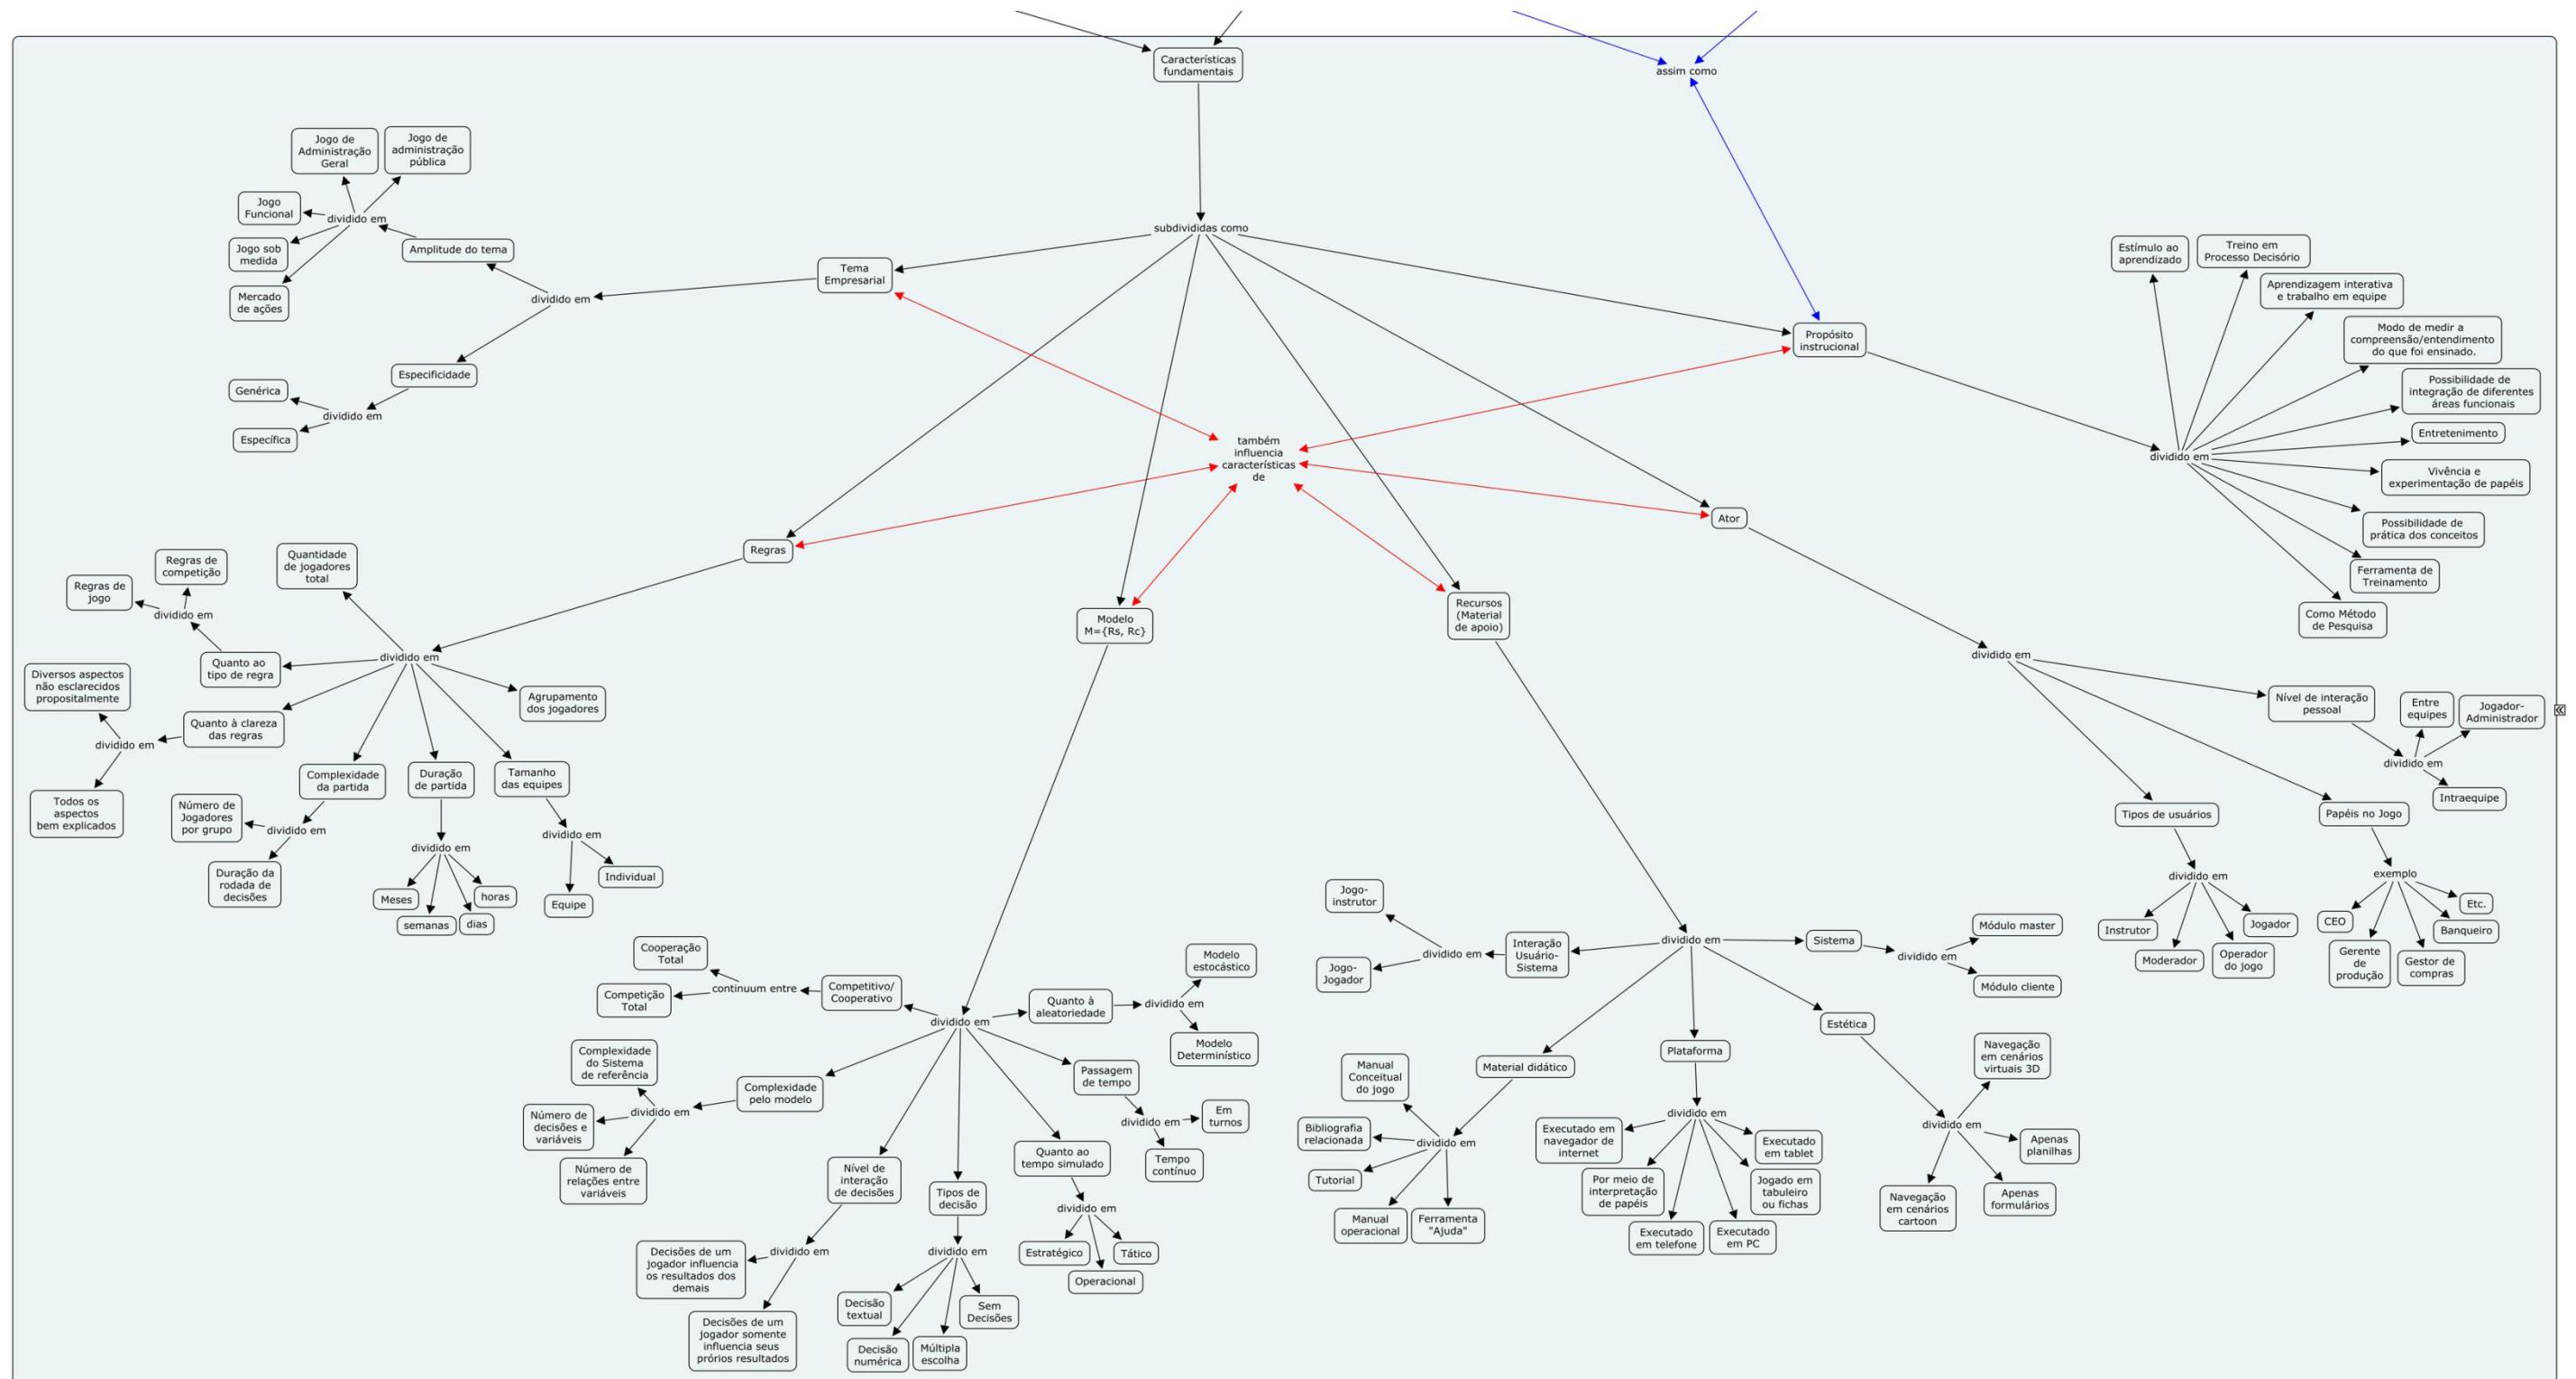 Características
fundamentais
assim como
subdivididas como
Jogo de
Administração
Geral
Jogo de
administração
pública
Jogo
Funcional
dividido em
Jogo sob
medida
Amplitude do tema
Mercado
de ações
Tema
Empresarial
dividido em
Especificidade
Genérica
dividido em
Específica
Propósito
instrucional
Estímulo ao
aprendizado
Treino em
Processo Decisório
Aprendizagem interativa
e trabalho em equipe
Modo de medir a
compreensão/entendimento
do que foi ensinado.
Possibilidade de
integração de diferentes
áreas funcionais
Entretenimento
dividido em
Vivência e
experimentação de papéis
Possibilidade de
prática dos conceitos
Ferramenta de
Treinamento
Como Método
de Pesquisa
também
influencia
características
de
Ator
Regras
Regras de
competição
Quantidade
de jogadores
total
Regras de
jogo
dividido em
Quanto ao
tipo de regra
dividido em
Diversos aspectos
não esclarecidos
propositalmente
Agrupamento
dos jogadores
Quanto à clareza
das regras
dividido em
Todos os
aspectos
bem explicados
Complexidade
da partida
Duração
de partida
Tamanho
das equipes
Número de
Jogadores
por grupo
dividido em
Duração da
rodada de
decisões
dividido em
Meses
semanas
dias
horas
dividido em
Individual
Equipe
Modelo
M={Rs, Rc}
Recursos
(Material
de apoio)
dividido em
Nível de interação
pessoal
Entre
equipes
Jogador-
Administrador
dividido em
Intraequipe
Tipos de usuários
Papéis no Jogo
dividido em
Instrutor
Moderador
Operador
do jogo
Jogador
exemplo
CEO
Gerente
de
produção
Gestor de
compras
Banqueiro
Etc.
Cooperação
Total
continuum entre
Competição
Total
Competitivo/
Cooperativo
dividido em
Quanto à
aleatoriedade
dividido em
Modelo
estocástico
Modelo
Determinístico
Complexidade
do Sistema
de referência
Complexidade
pelo modelo
dividido em
Número de
decisões e
variáveis
Número de
relações entre
variáveis
Passagem
de tempo
dividido em
Em
turnos
Tempo
contínuo
Nível de
interação
de decisões
Tipos de
decisão
Quanto ao
tempo simulado
dividido em
Estratégico
Tático
Operacional
dividido em
Decisões de um
jogador influencia
os resultados dos
demais
Decisões de um
jogador somente
influencia seus
prórios resultados
dividido em
Decisão
textual
Decisão
numérica
Múltipla
escolha
Sem
Decisões
Jogo-
instrutor
dividido em
Jogo-
Jogador
Interação
Usuário-
Sistema
dividido em
Sistema
dividido em
Módulo master
Módulo cliente
Material didático
Plataforma
Estética
Manual
Conceitual
do jogo
Bibliografia
relacionada
dividido em
Tutorial
Manual
operacional
Ferramenta
"Ajuda"
dividido em
Executado em
navegador de
internet
Por meio de
interpretação
de papéis
Executado
em telefone
Executado
em PC
Jogado em
tabuleiro
ou fichas
Executado
em tablet
Navegação
em cenários
virtuais 3D
dividido em
Apenas
planilhas
Apenas
formulários
Navegação
em cenários
cartoon